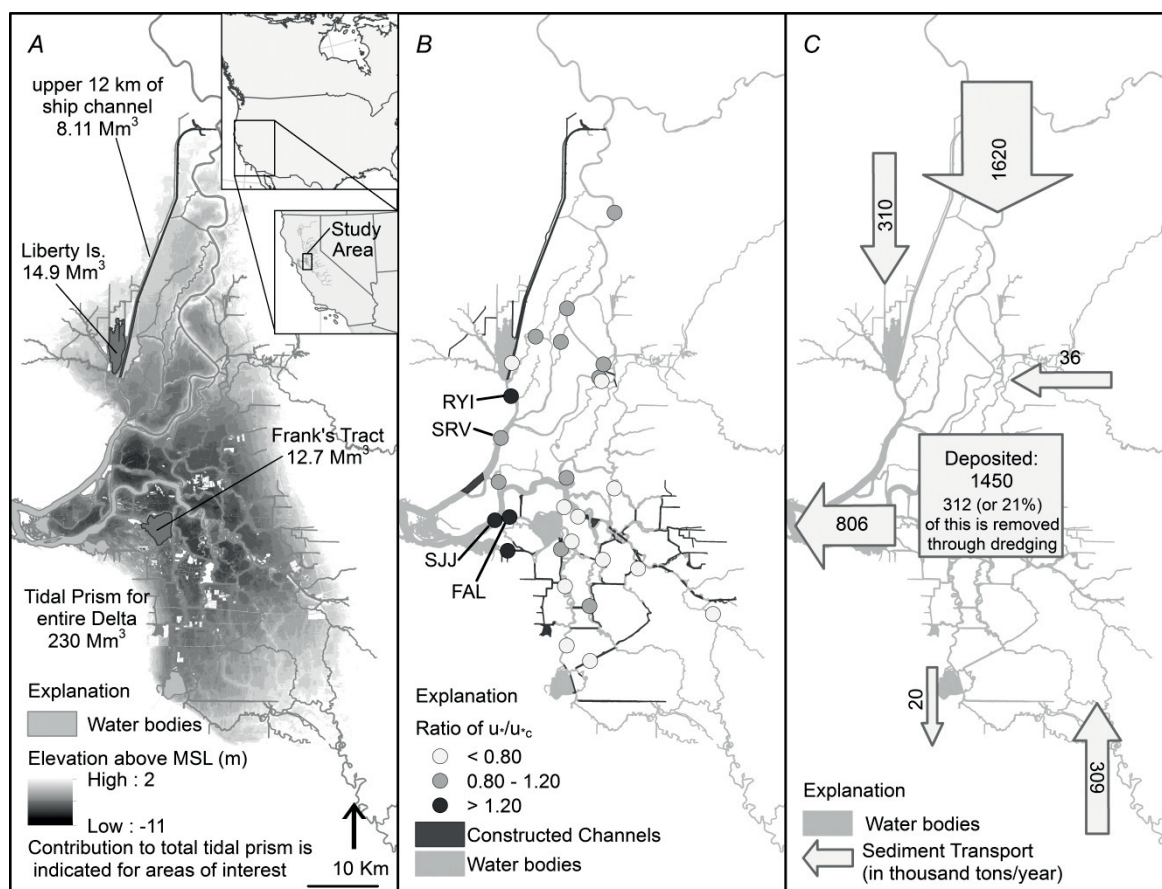 A
upper 12 km of
ship channel
8.11 Mm³
Study
Area
Liberty Is.
14.9 Mm³
Frank's Tract
12.7 Mm³
Tidal Prism for
entire Delta
230 Mm³
Explanation
Water bodies
Elevation above MSL (m)
High : 2
Low : -11
Contribution to total tidal prism is
indicated for areas of interest
10 Km
B
RYI
SRV
SJJ
FAL
Explanation
Ratio of u*/u*c
< 0.80
0.80 - 1.20
> 1.20
Constructed Channels
Water bodies
C
1620
310
36
Deposited:
1450
312 (or 21%)
of this is removed
through dredging
806
20
309
Explanation
Water bodies
Sediment Transport
(in thousand tons/year)